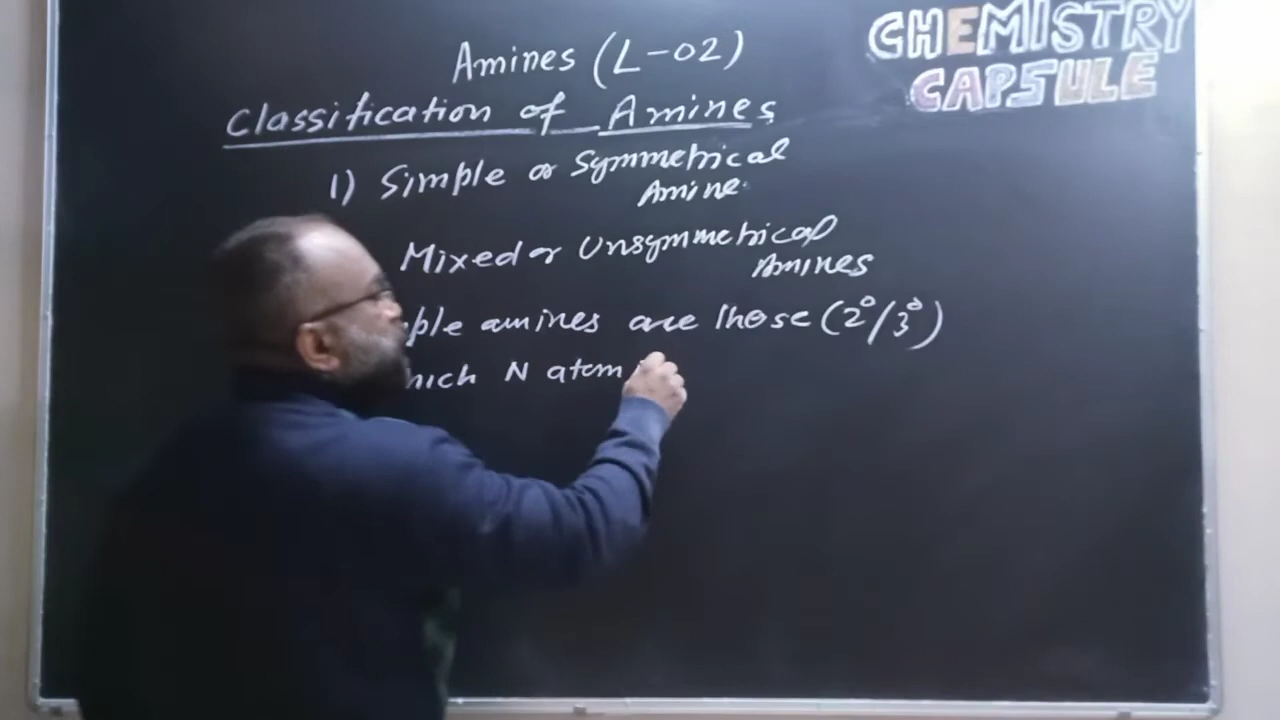 CHEMISTRY
CAPSULE
Amines (L-02)
Classification of Amines
1) Simple or Symmetrical
Amine.
Mixed or Unsymmetrical
Amines
ple amines are those (2°/3°)
hich N atom